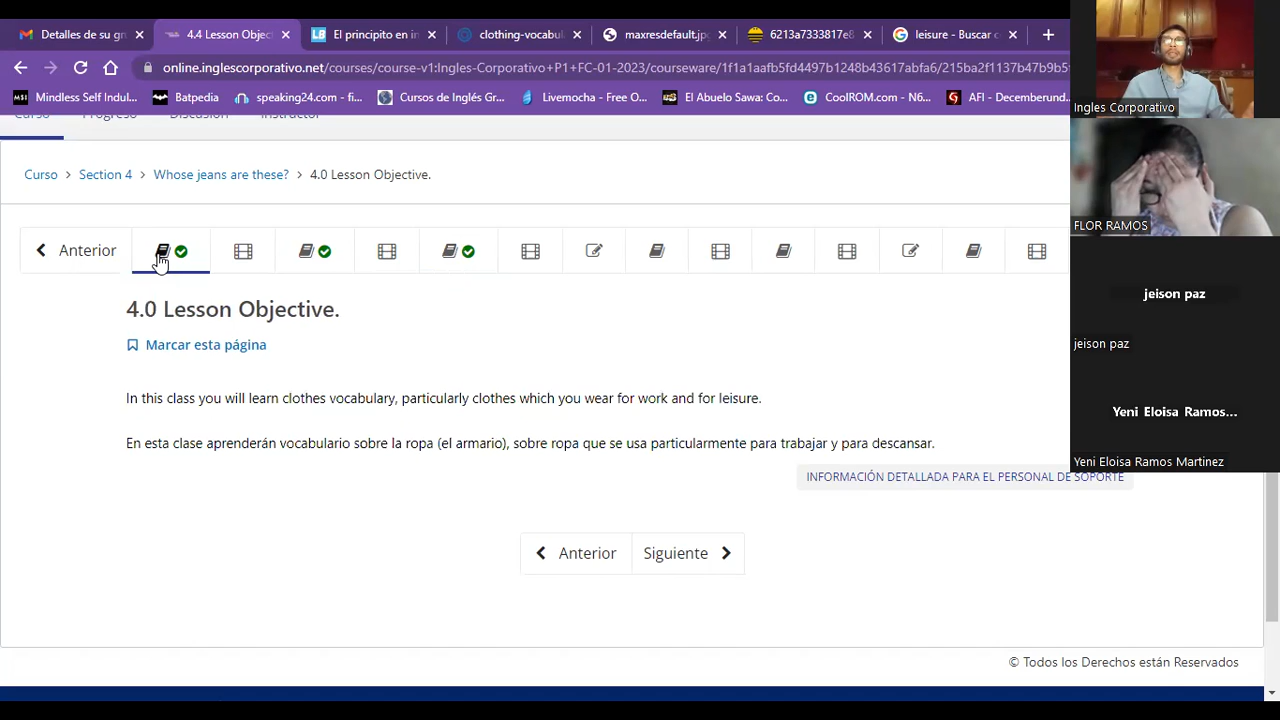 Detalles de su gr
4.4 Lesson Objec
El principito en in
clothing-vocabul
maxresdefault.jpg
6213a7333817e8
leisure - Buscar c
online.inglescorporativo.net/courses/course-v1:Ingles-Corporativo+P1+FC-01-2023/courseware/1f1a1aafb5fd4497b1248b43617abfa6/215ba2f1137b47b9b5
Mindless Self Indul...
Batpedia
speaking24.com - fi...
Cursos de Inglés Gr...
Livemocha - Free O...
El Abuelo Sawa: Co...
CoolROM.com - N6...
AFI - Decemberund...
Curso Progreso Discusión Instructor
Curso > Section 4 > Whose jeans are these? > 4.0 Lesson Objective.
Anterior
4.0 Lesson Objective.
Marcar esta página
In this class you will learn clothes vocabulary, particularly clothes which you wear for work and for leisure.
En esta clase aprenderán vocabulario sobre la ropa (el armario), sobre ropa que se usa particularmente para trabajar y para descansar.
INFORMACIÓN DETALLADA PARA EL PERSONAL DE SOPORTE
Anterior Siguiente
© Todos los Derechos están Reservados
Ingles Corporativo
FLOR RAMOS
jeison paz
jeison paz
Yeni Eloisa Ramos...
Yeni Eloisa Ramos Martinez